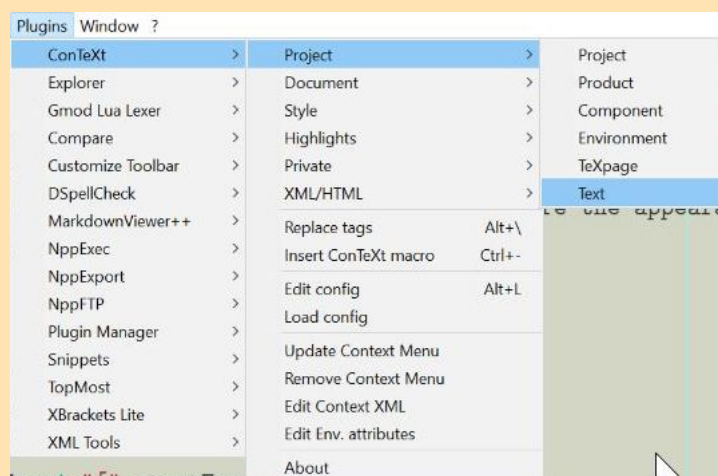 Plugins Window ?
ConTeXt >
Explorer >
Gmod Lua Lexer >
Compare >
Customize Toolbar >
DSpellCheck >
MarkdownViewer++ >
NppExec >
NppExport >
NppFTP >
Plugin Manager >
Snippets >
TopMost >
XBrackets Lite >
XML Tools >
Project >
Document >
Style >
Highlights >
Private >
XML/HTML >
Replace tags Alt+\
Insert ConTeXt macro Ctrl+-
Edit config Alt+L
Load config
Update Context Menu
Remove Context Menu
Edit Context XML
Edit Env. attributes
About
Project
Product
Component
Environment
TeXpage
Text
the appear